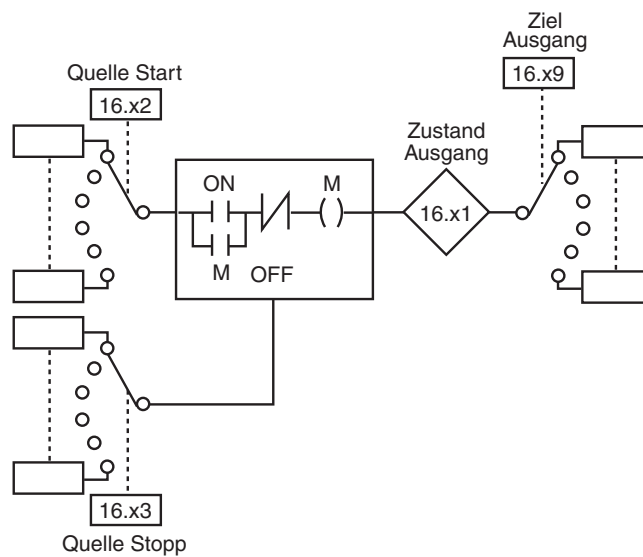 Ziel
Ausgang
16.x9
Quelle Start
16.x2
Zustand
Ausgang
16.x1
ON
M
M
OFF
16.x3
Quelle Stopp